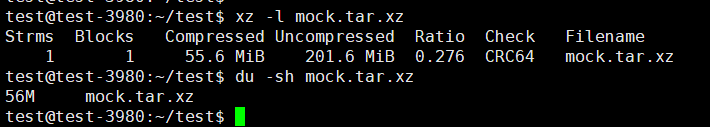 test@test-3980:~/test$ xz -l mock.tar.xz
Strms  Blocks   Compressed Uncompressed  Ratio  Check   Filename
    1       1     55.6 MiB    201.6 MiB  0.276  CRC64   mock.tar.xz
test@test-3980:~/test$ du -sh mock.tar.xz
56M     mock.tar.xz
test@test-3980:~/test$